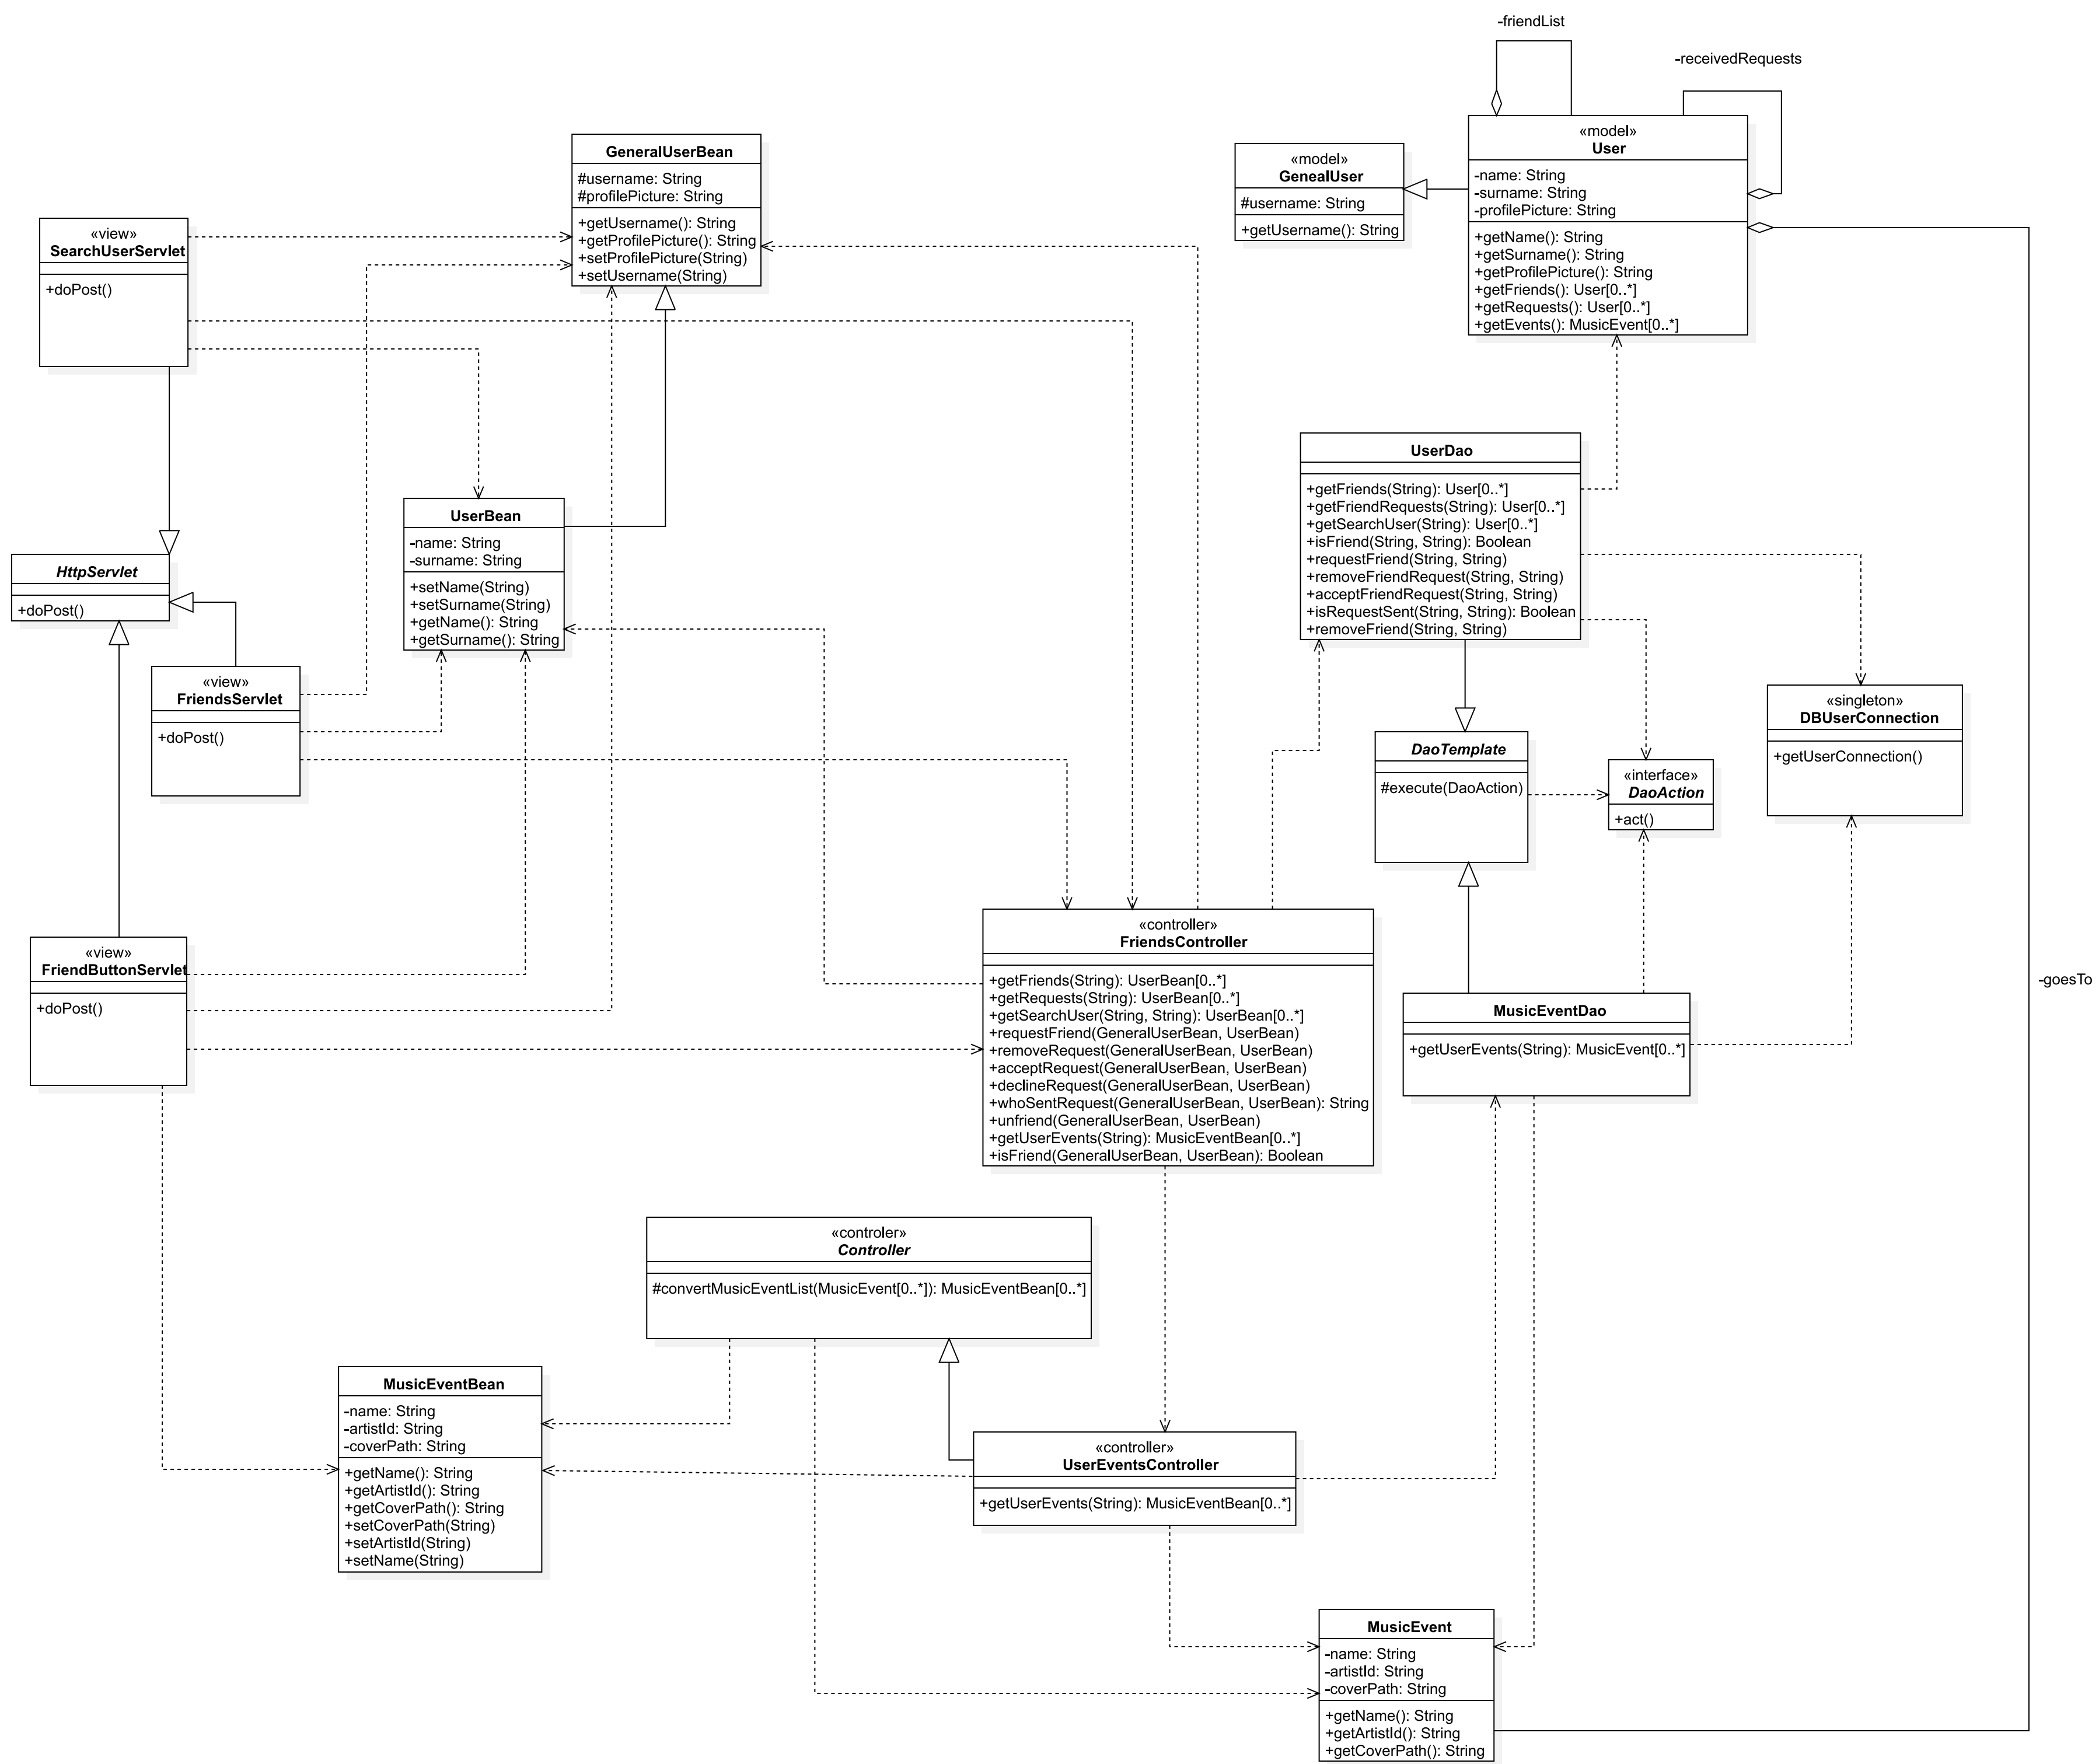 -friendList
-receivedRequests
«model»
User
-name: String
-surname: String
-profilePicture: String
+getName(): String
+getSurname(): String
+getProfilePicture(): String
+getFriends(): User[0..*]
+getRequests(): User[0..*]
+getEvents(): MusicEvent[0..*]
GeneralUserBean
#username: String
#profilePicture: String
+getUsername(): String
+getProfilePicture(): String
+setProfilePicture(String)
+setUsername(String)
«model»
GenealUser
#username: String
+getUsername(): String
«view»
SearchUserServlet
+doPost()
UserDao
+getFriends(String): User[0..*]
+getFriendRequests(String): User[0..*]
+getSearchUser(String): User[0..*]
+isFriend(String, String): Boolean
+requestFriend(String, String)
+removeFriendRequest(String, String)
+acceptFriendRequest(String, String)
+isRequestSent(String, String): Boolean
+removeFriend(String, String)
UserBean
-name: String
-surname: String
+setName(String)
+setSurname(String)
+getName(): String
+getSurname(): String
HttpServlet
+doPost()
«view»
FriendsServlet
+doPost()
«singleton»
DBUserConnection
+getUserConnection()
DaoTemplate
#execute(DaoAction)
«interface»
DaoAction
+act()
«controller»
FriendsController
+getFriends(String): UserBean[0..*]
+getRequests(String): UserBean[0..*]
+getSearchUser(String, String): UserBean[0..*]
+requestFriend(GeneralUserBean, UserBean)
+removeRequest(GeneralUserBean, UserBean)
+acceptRequest(GeneralUserBean, UserBean)
+declineRequest(GeneralUserBean, UserBean)
+whoSentRequest(GeneralUserBean, UserBean): String
+unfriend(GeneralUserBean, UserBean)
+getUserEvents(String): MusicEventBean[0..*]
+isFriend(GeneralUserBean, UserBean): Boolean
«view»
FriendButtonServlet
+doPost()
-goesTo
MusicEventDao
+getUserEvents(String): MusicEvent[0..*]
«controler»
Controller
#convertMusicEventList(MusicEvent[0..*]): MusicEventBean[0..*]
MusicEventBean
-name: String
-artistId: String
-coverPath: String
+getName(): String
+getArtistId(): String
+getCoverPath(): String
+setCoverPath(String)
+setArtistId(String)
+setName(String)
«controller»
UserEventsController
+getUserEvents(String): MusicEventBean[0..*]
MusicEvent
-name: String
-artistId: String
-coverPath: String
+getName(): String
+getArtistId(): String
+getCoverPath(): String